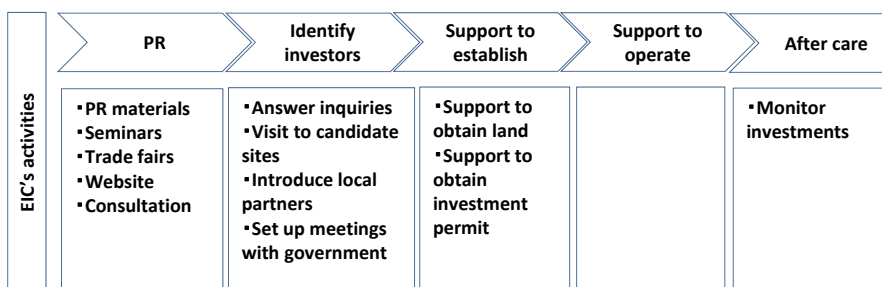 PR
Identify
investors
Support to
establish
Support to
operate
After care
EIC's activities
▪PR materials
▪Seminars
▪Trade fairs
▪Website
▪Consultation
▪Answer inquiries
▪Visit to candidate
sites
▪Introduce local
partners
▪Set up meetings
with government
▪Support to
obtain land
▪Support to
obtain
investment
permit
▪Monitor
investments